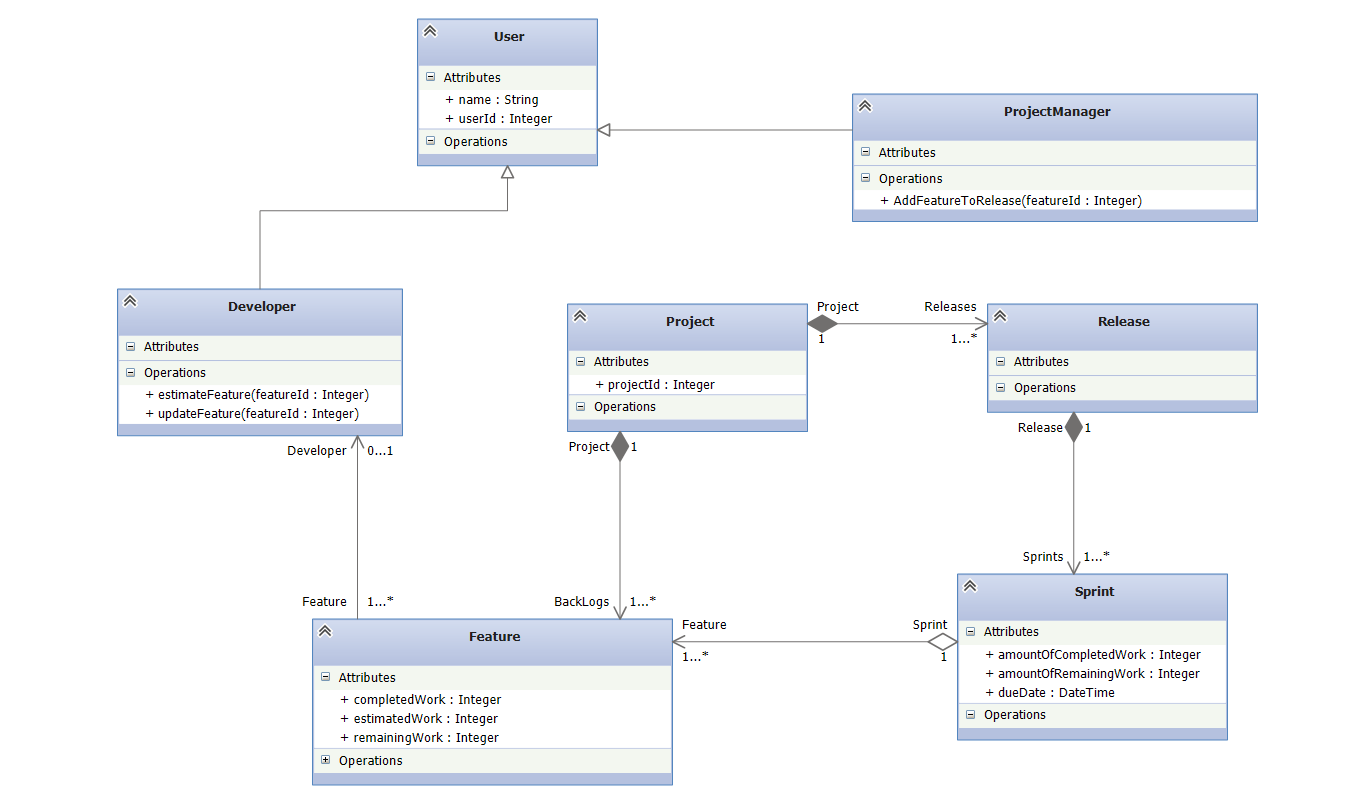 User
Attributes
+ name : String
+ userId : Integer
Operations
ProjectManager
Attributes
Operations
+ AddFeatureToRelease(featureId : Integer)
Developer
Attributes
Operations
+ estimateFeature(featureId : Integer)
+ updateFeature(featureId : Integer)
Developer
0...1
Project
Attributes
+ projectId : Integer
Operations
Project
1
Releases
1...*
Release
Attributes
Operations
Project
1
Release
1
Sprints
1...*
BackLogs
1...*
Feature
1...*
Feature
Attributes
+ completedWork : Integer
+ estimatedWork : Integer
+ remainingWork : Integer
Operations
Feature
1...*
Sprint
1
Sprint
Attributes
+ amountOfCompletedWork : Integer
+ amountOfRemainingWork : Integer
+ dueDate : DateTime
Operations